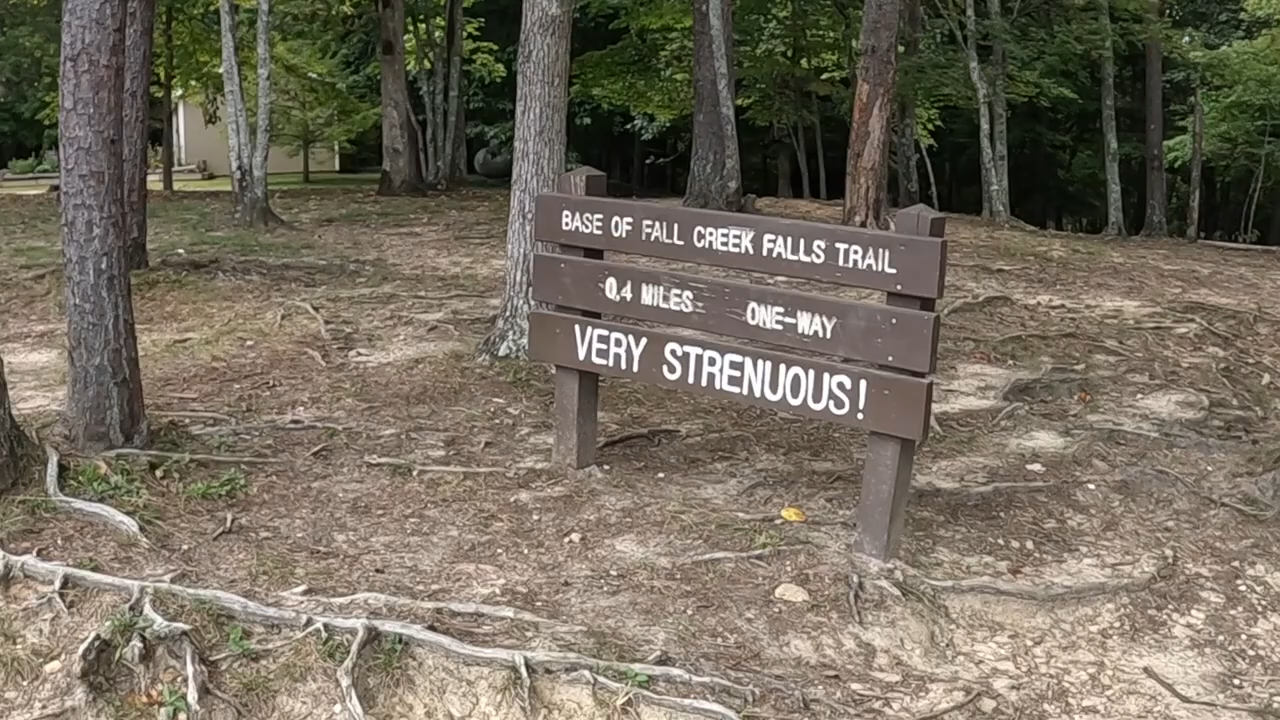 BASE OF FALL CREEK FALLS TRAIL
0.4 MILES ONE-WAY
VERY STRENUOUS!